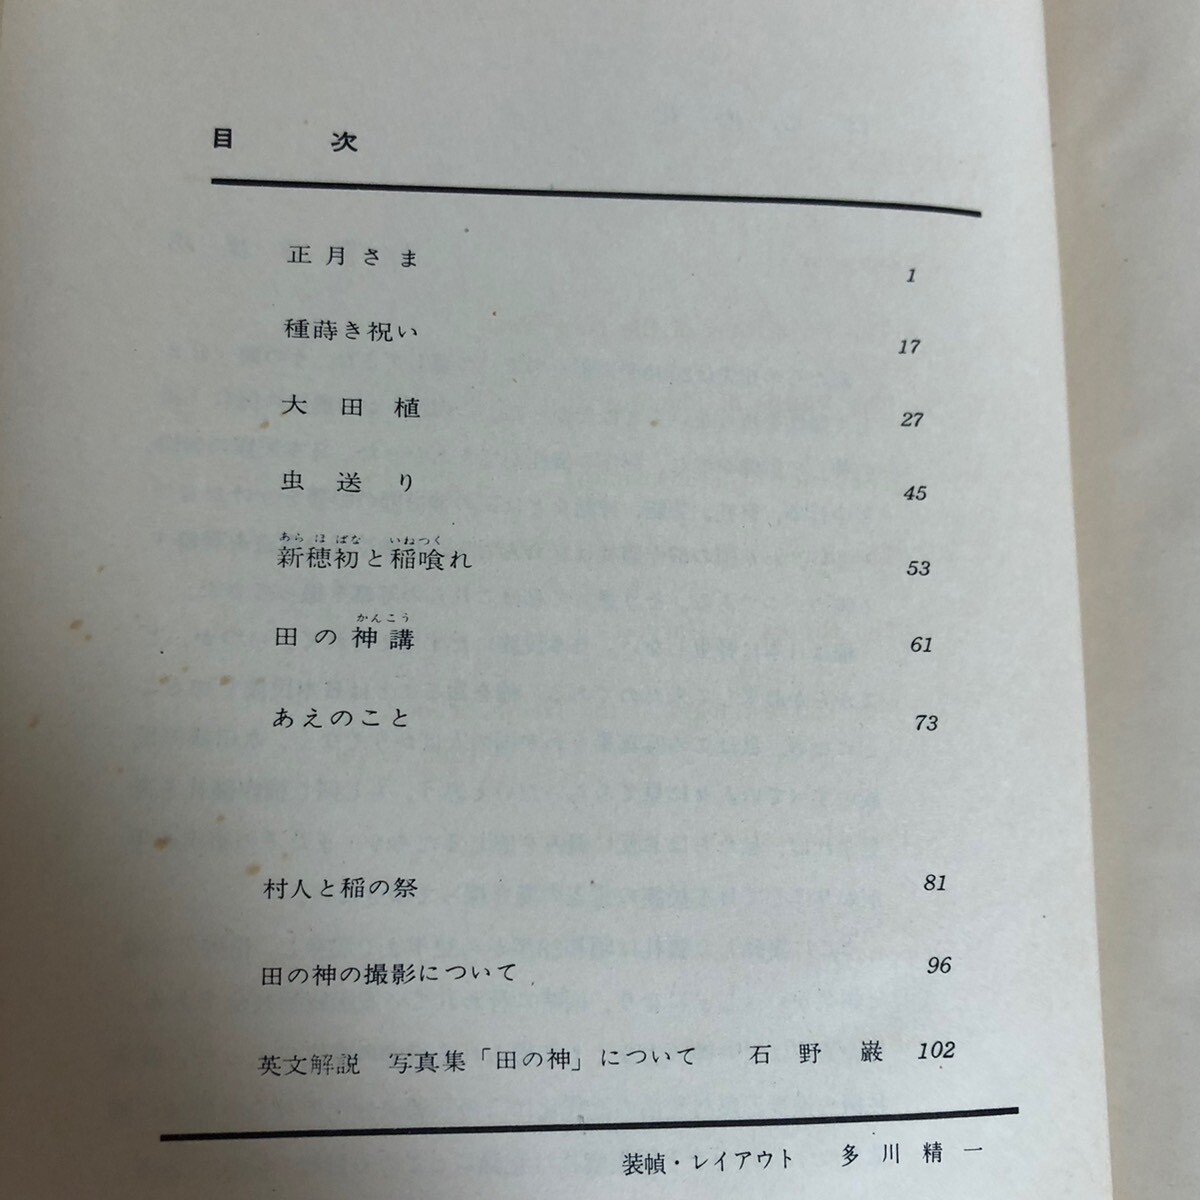 目次
正月さま 1
種蒔き祝い 17
大田植 27
虫送り 45
あらほばな いねつく
新穂初と稲喰れ 53
かんこう
田の神講 61
あえのこと 73
村人と稲の祭 81
田の神の撮影について 96
英文解説 写真集「田の神」について 石野巌 102
装幀・レイアウト 多川精一